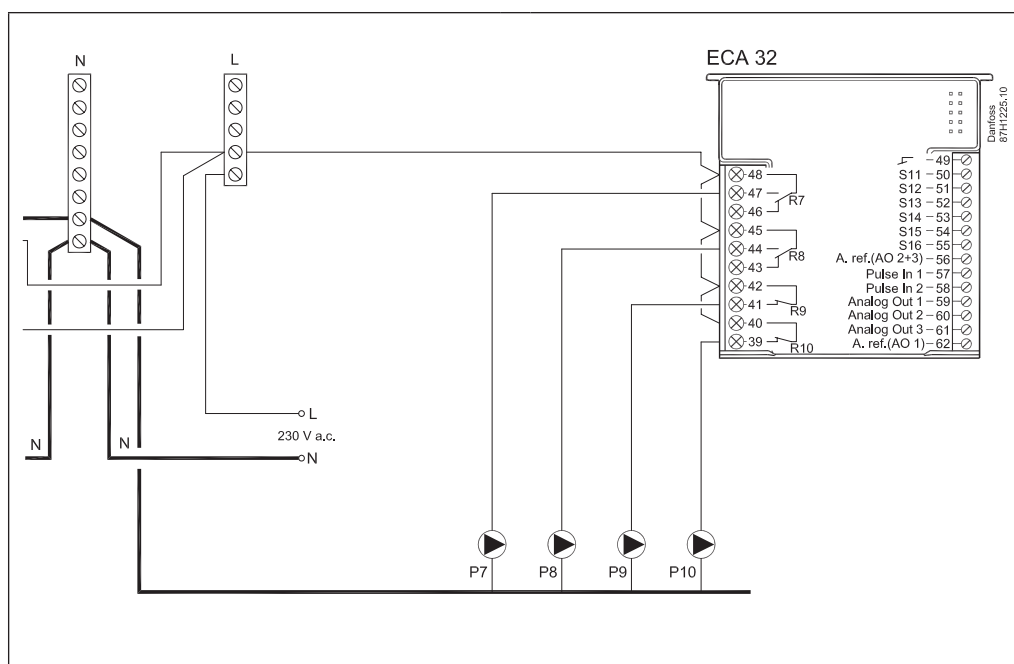 N
L
ECA 32
Danfoss
87H1225.10
48
47
R7
46
45
44
R8
43
42
41
R9
40
39
R10
49
S11 50
S12 51
S13 52
S14 53
S15 54
S16 55
A. ref.(AO 2+3) 56
Pulse In 1 57
Pulse In 2 58
Analog Out 1 59
Analog Out 2 60
Analog Out 3 61
A. ref.(AO 1) 62
L
230 V a.c.
N
N
N
P7
P8
P9
P10